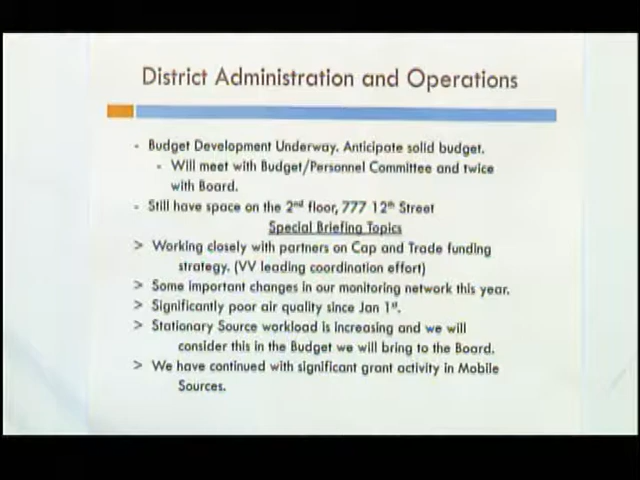 District Administration and Operations
- Budget Development Underway. Anticipate solid budget.
- Will meet with Budget/Personnel Committee and twice
with Board.
- Still have space on the 2nd floor, 777 12th Street
Special Briefing Topics
> Working closely with partners on Cap and Trade funding
strategy. (VV leading coordination effort)
> Some important changes in our monitoring network this year.
> Significantly poor air quality since Jan 1st.
> Stationary Source workload is increasing and we will
consider this in the Budget we will bring to the Board.
> We have continued with significant grant activity in Mobile
Sources.